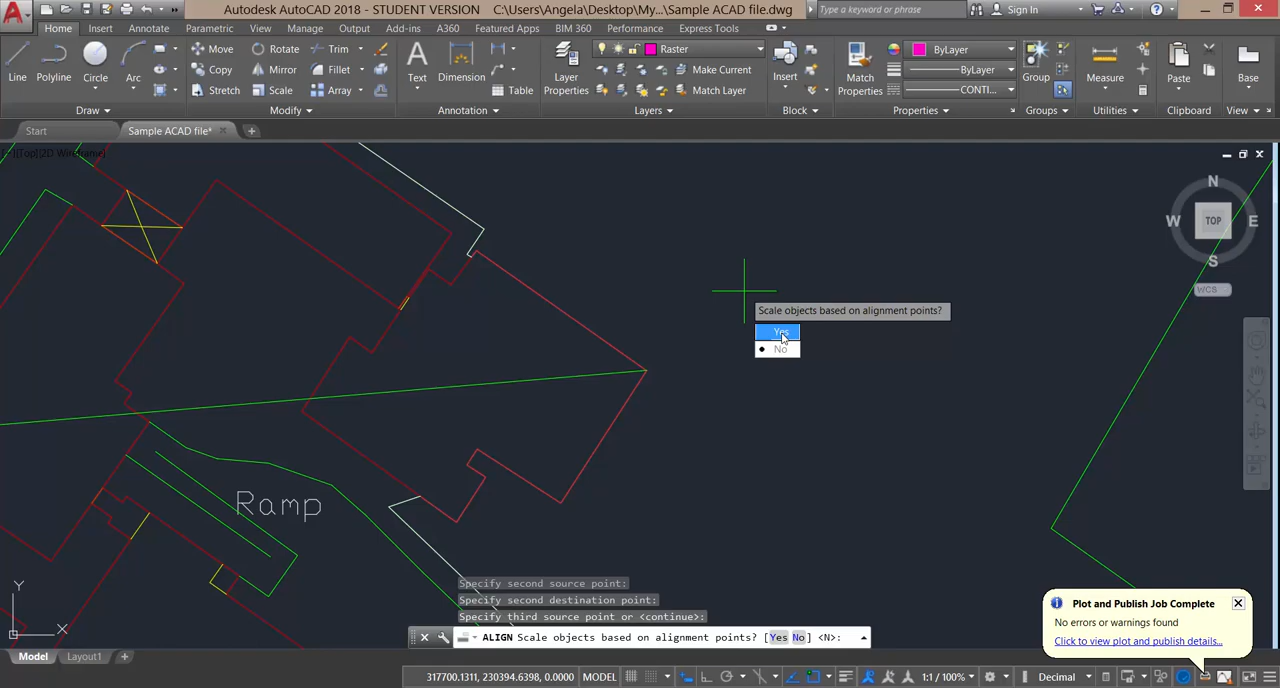 Autodesk AutoCAD 2018 - STUDENT VERSION C:\Users\Angela\Desktop\My...\Sample ACAD file.dwg
Type a keyword or phrase
Sign In
Home Insert Annotate Parametric View Manage Output Add-ins A360 Featured Apps BIM 360 Performance Express Tools
Line Polyline Circle Arc
Move Rotate Trim
Copy Mirror Fillet
Stretch Scale Array
Text Dimension Table
Layer Properties
Raster
Make Current
Match Layer
Insert
Match Properties
ByLayer
ByLayer
CONTI...
Group Measure Paste Base
Draw Modify Annotation Layers Block Properties Groups Utilities Clipboard View
Start Sample ACAD file*
[Top][2D Wireframe]
N
W TOP E
S
WCS
Scale objects based on alignment points?
Yes
No
Ramp
Specify second source point:
Specify second destination point:
Specify third source point or <continue>:
ALIGN Scale objects based on alignment points? [Yes No] <N>:
Plot and Publish Job Complete
No errors or warnings found
Click to view plot and publish details...
Y
X
Model Layout1
317700.1311, 230394.6398, 0.0000 MODEL 1:1 / 100% Decimal